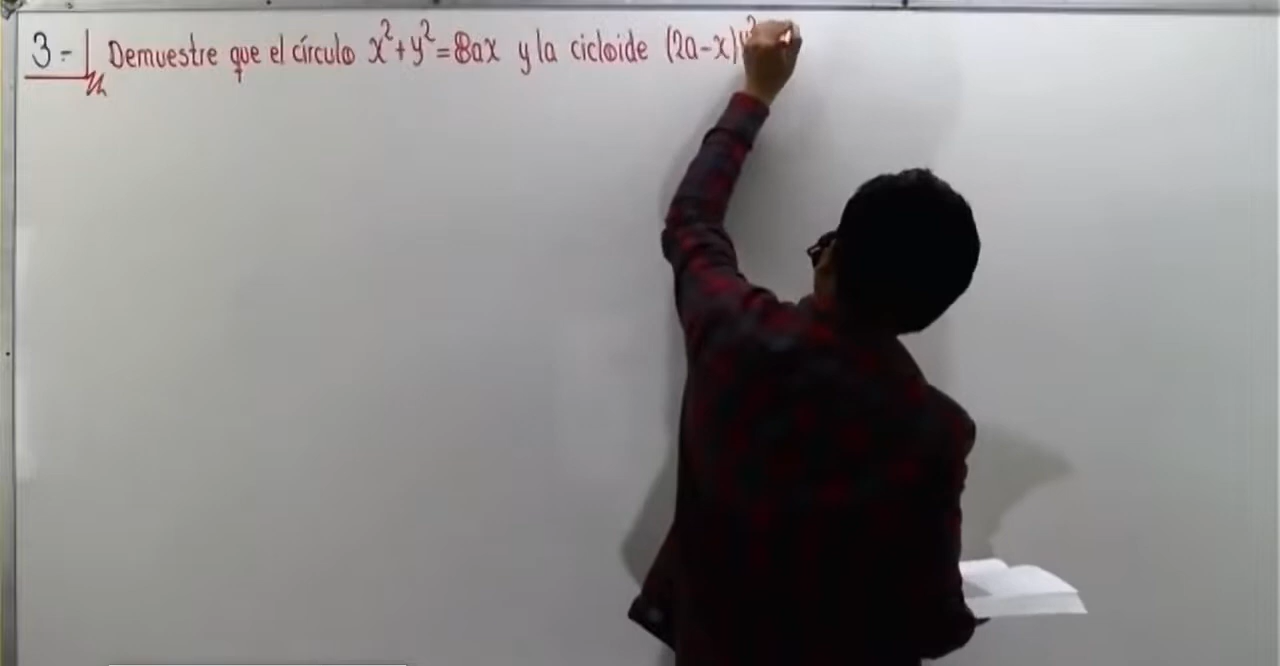 3-| Demuestre que el círculo x²+y²=8ax y la cicloide (2a-x)y²